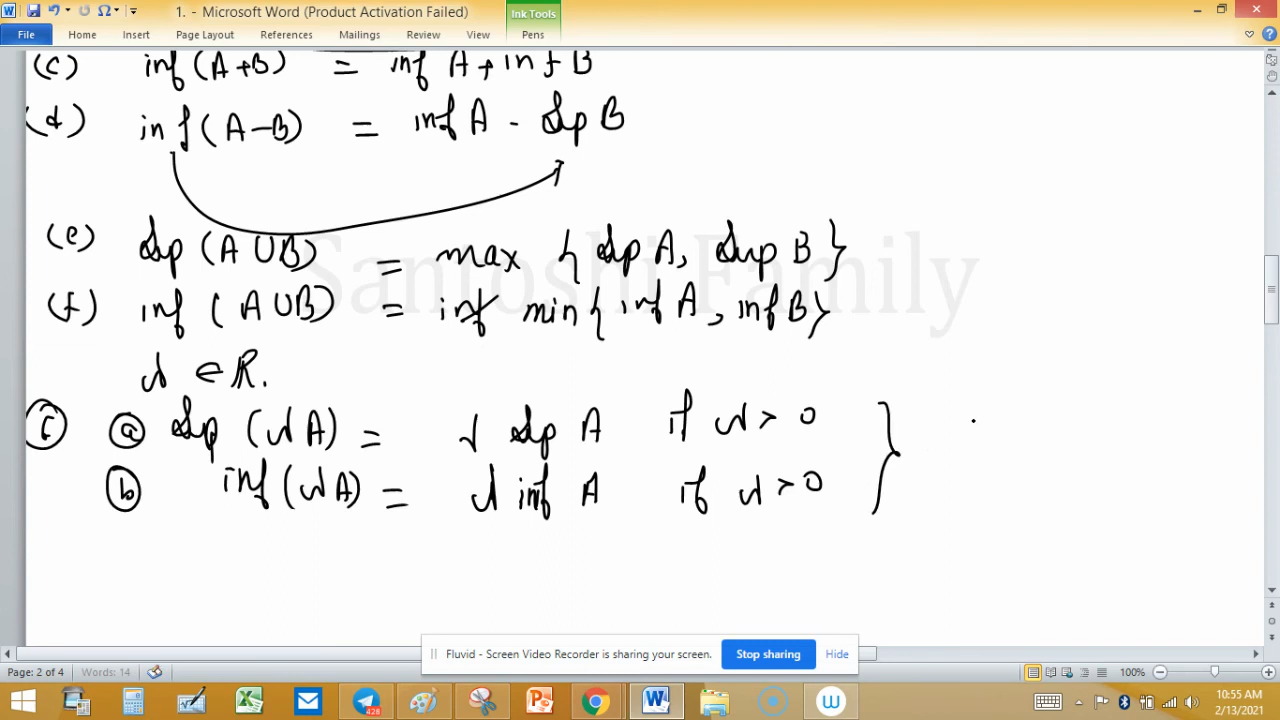 1. - Microsoft Word (Product Activation Failed)
Ink Tools
File Home Insert Page Layout References Mailings Review View Pens
(c) inf (A+B) = inf A + inf B
(d) inf (A-B) = inf A - Sup B
(e) Sup (A ∪ B) = max { Sup A, Sup B }
(f) inf (A ∪ B) = min { inf A, inf B }
Santoshi Family
λ ∈ R.
(a) Sup (λA) = λ Sup A if λ > 0
(b) inf (λA) = λ inf A if λ > 0
Fluvid - Screen Video Recorder is sharing your screen. Stop sharing Hide
Page: 2 of 4 Words: 14 100%
428
10:55 AM
2/13/2021